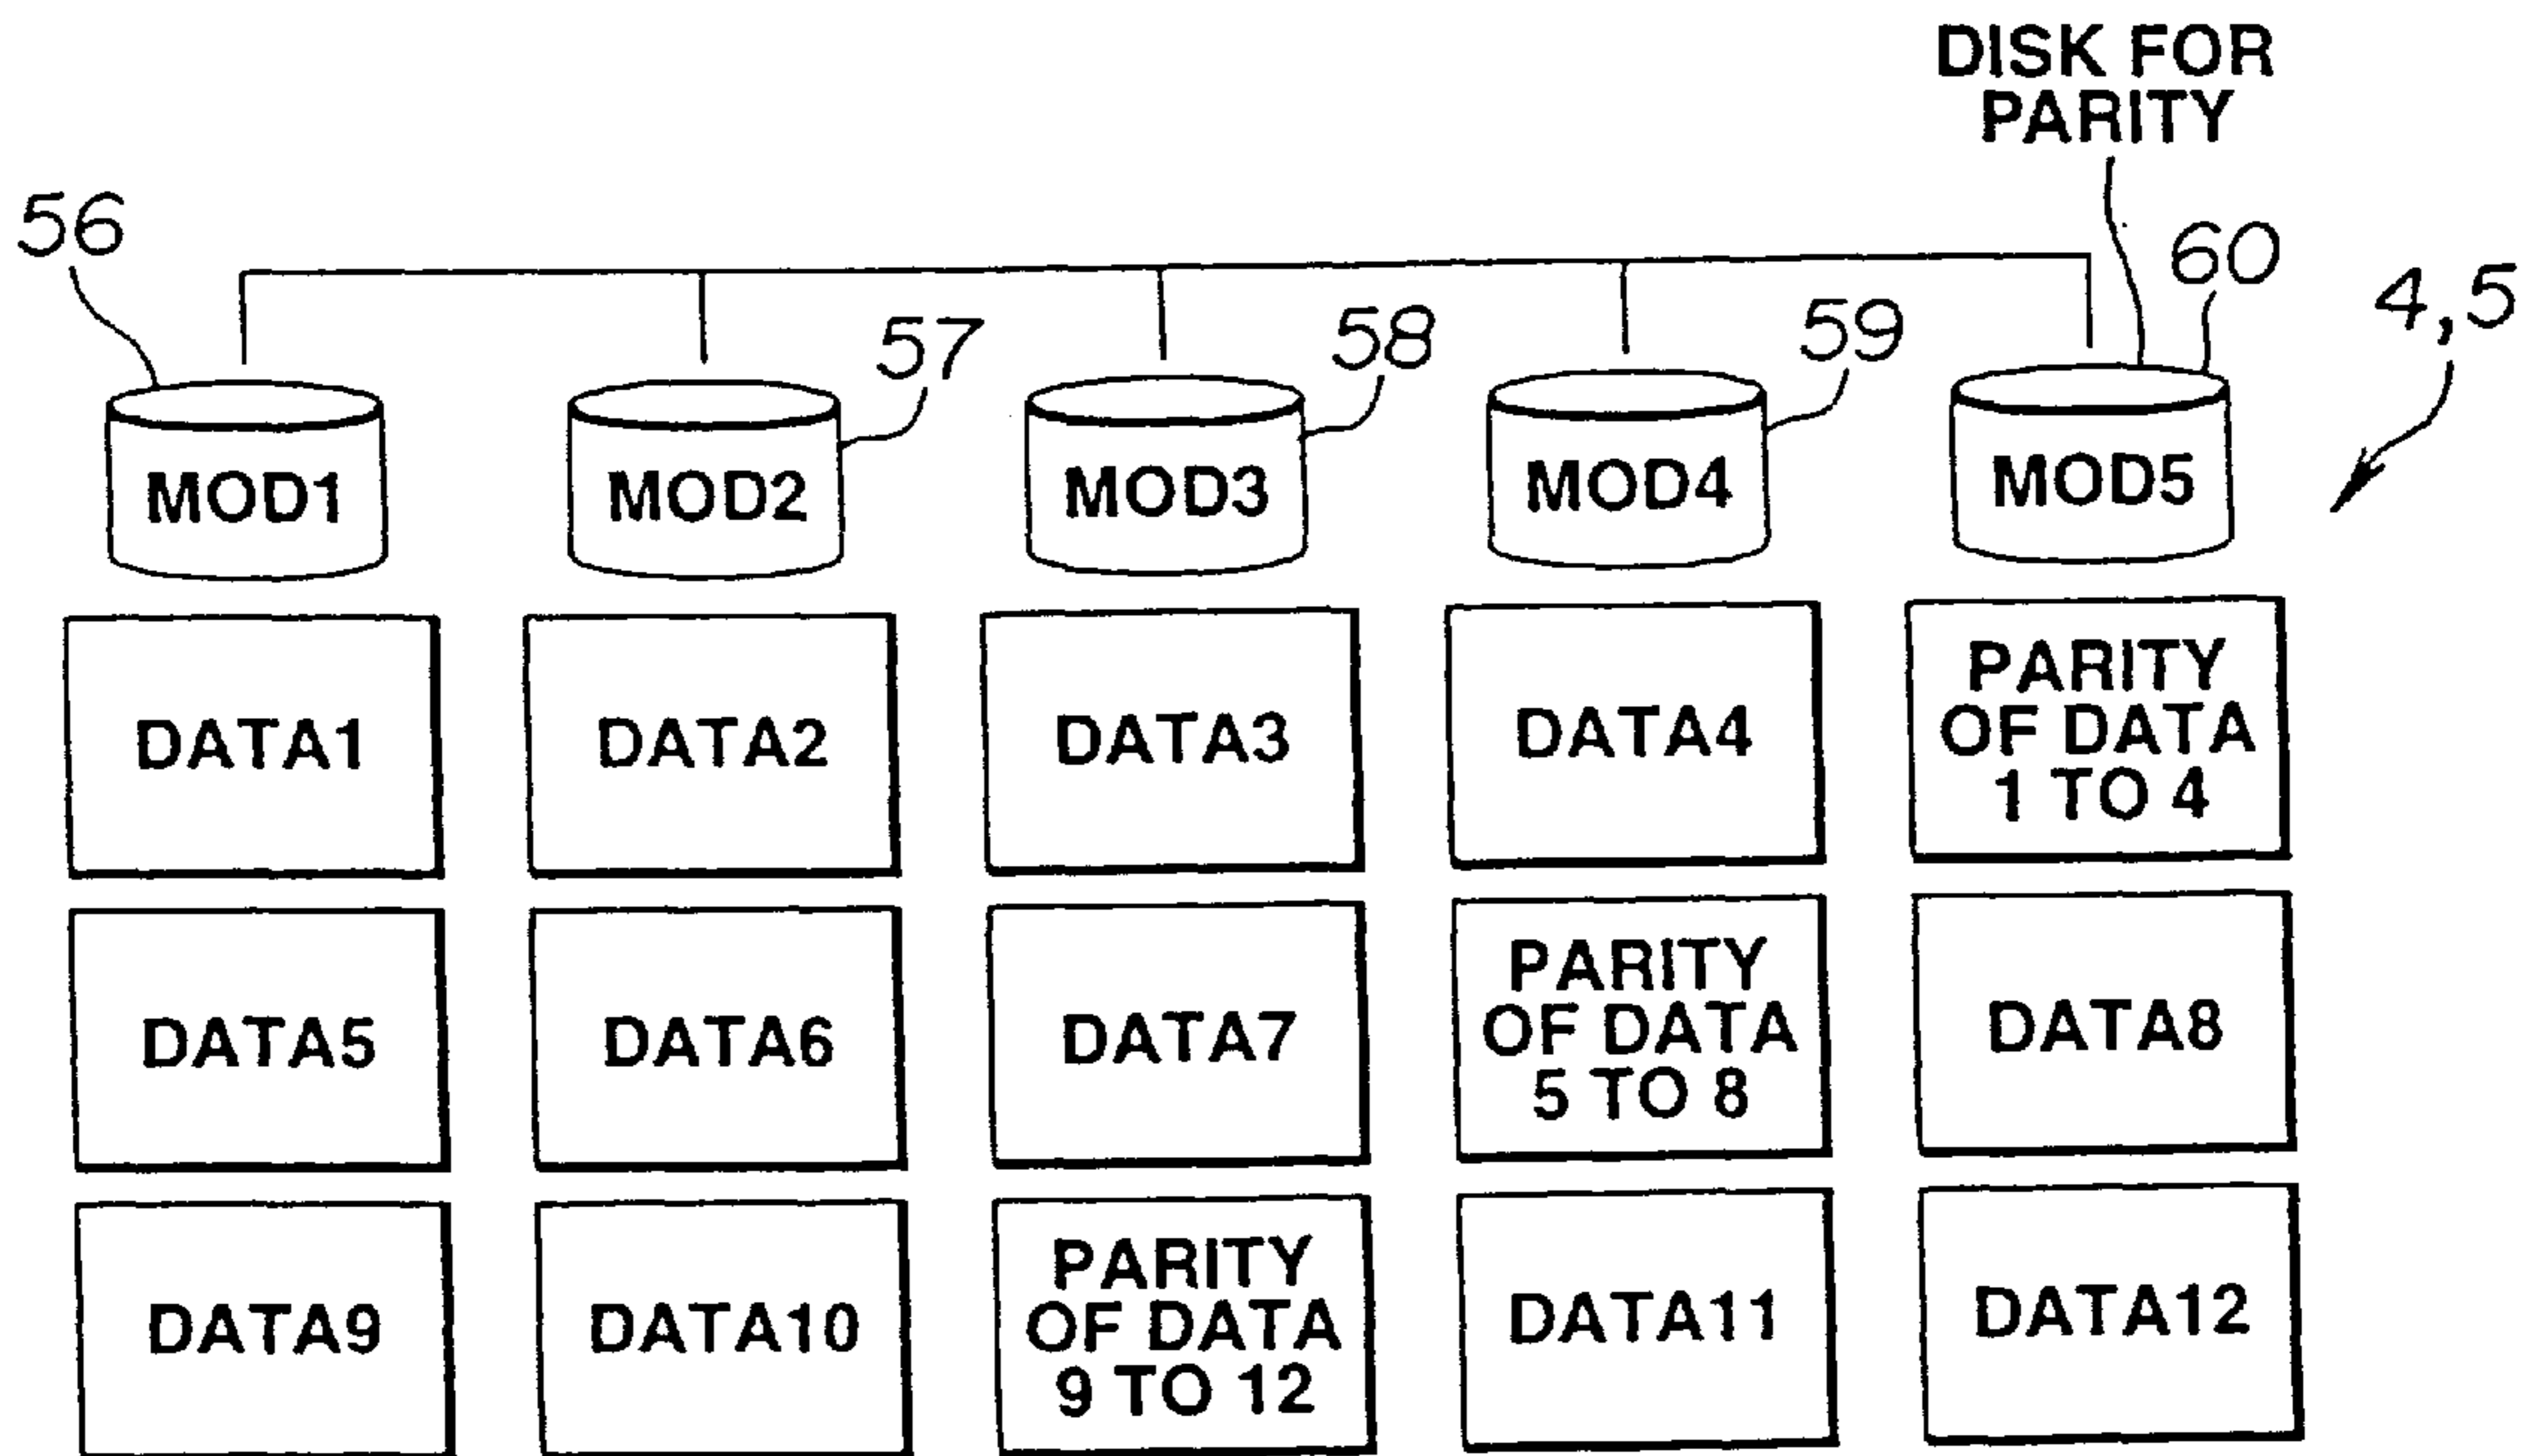 DISK FOR
PARITY
56
57
58
59
60
4,5
MOD1
MOD2
MOD3
MOD4
MOD5
DATA1
DATA2
DATA3
DATA4
PARITY
OF DATA
1 TO 4
DATA5
DATA6
DATA7
PARITY
OF DATA
5 TO 8
DATA8
DATA9
DATA10
PARITY
OF DATA
9 TO 12
DATA11
DATA12